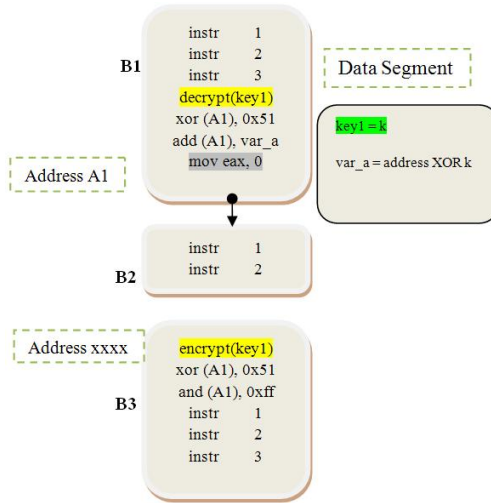 B1
instr 1
instr 2
instr 3
decrypt(key1)
xor (A1), 0x51
add (A1), var_a
mov eax, 0
Address A1
Data Segment
key1 = k
var_a = address XOR k
B2
instr 1
instr 2
Address xxxx
B3
encrypt(key1)
xor (A1), 0x51
and (A1), 0xff
instr 1
instr 2
instr 3